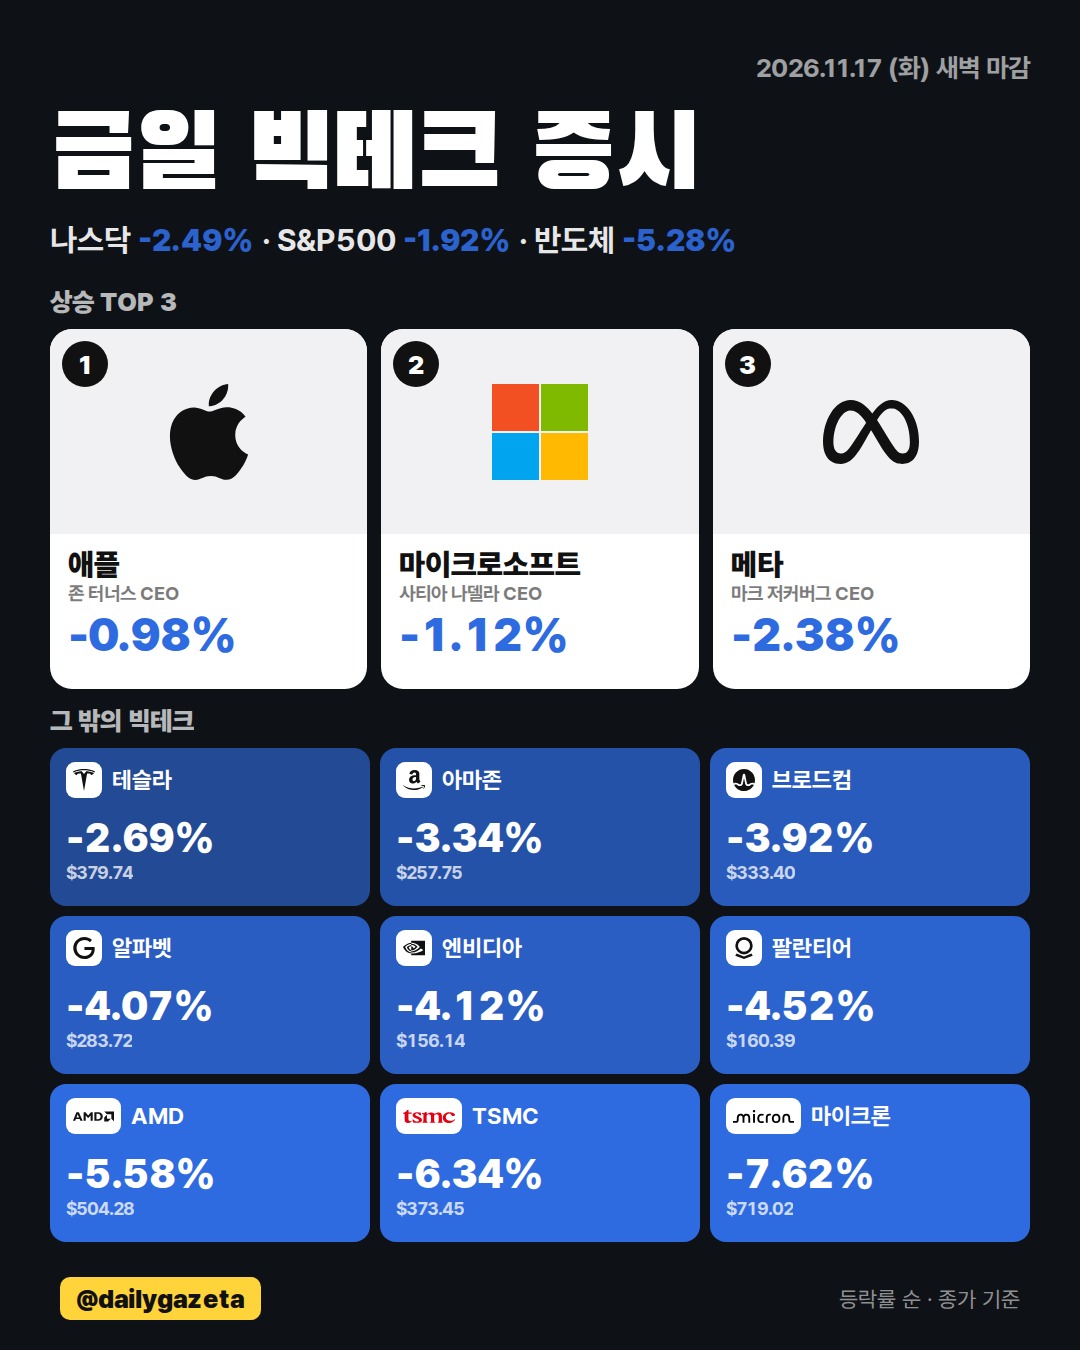 2026.11.17 (화) 새벽 마감
금일 빅테크 증시
나스닥 -2.49% · S&P500 -1.92% · 반도체 -5.28%
상승 TOP 3
1
2
3
애플
존 터너스 CEO
-0.98%
마이크로소프트
사티아 나델라 CEO
-1.12%
메타
마크 저커버그 CEO
-2.38%
그 밖의 빅테크
테슬라
-2.69%
$379.74
a 아마존
-3.34%
$257.75
브로드컴
-3.92%
$333.40
G 알파벳
-4.07%
$283.72
엔비디아
-4.12%
$156.14
팔란티어
-4.52%
$160.39
AMD AMD
-5.58%
$504.28
tsmc TSMC
-6.34%
$373.45
micron 마이크론
-7.62%
$719.02
@dailygazeta
등락률 순 · 종가 기준